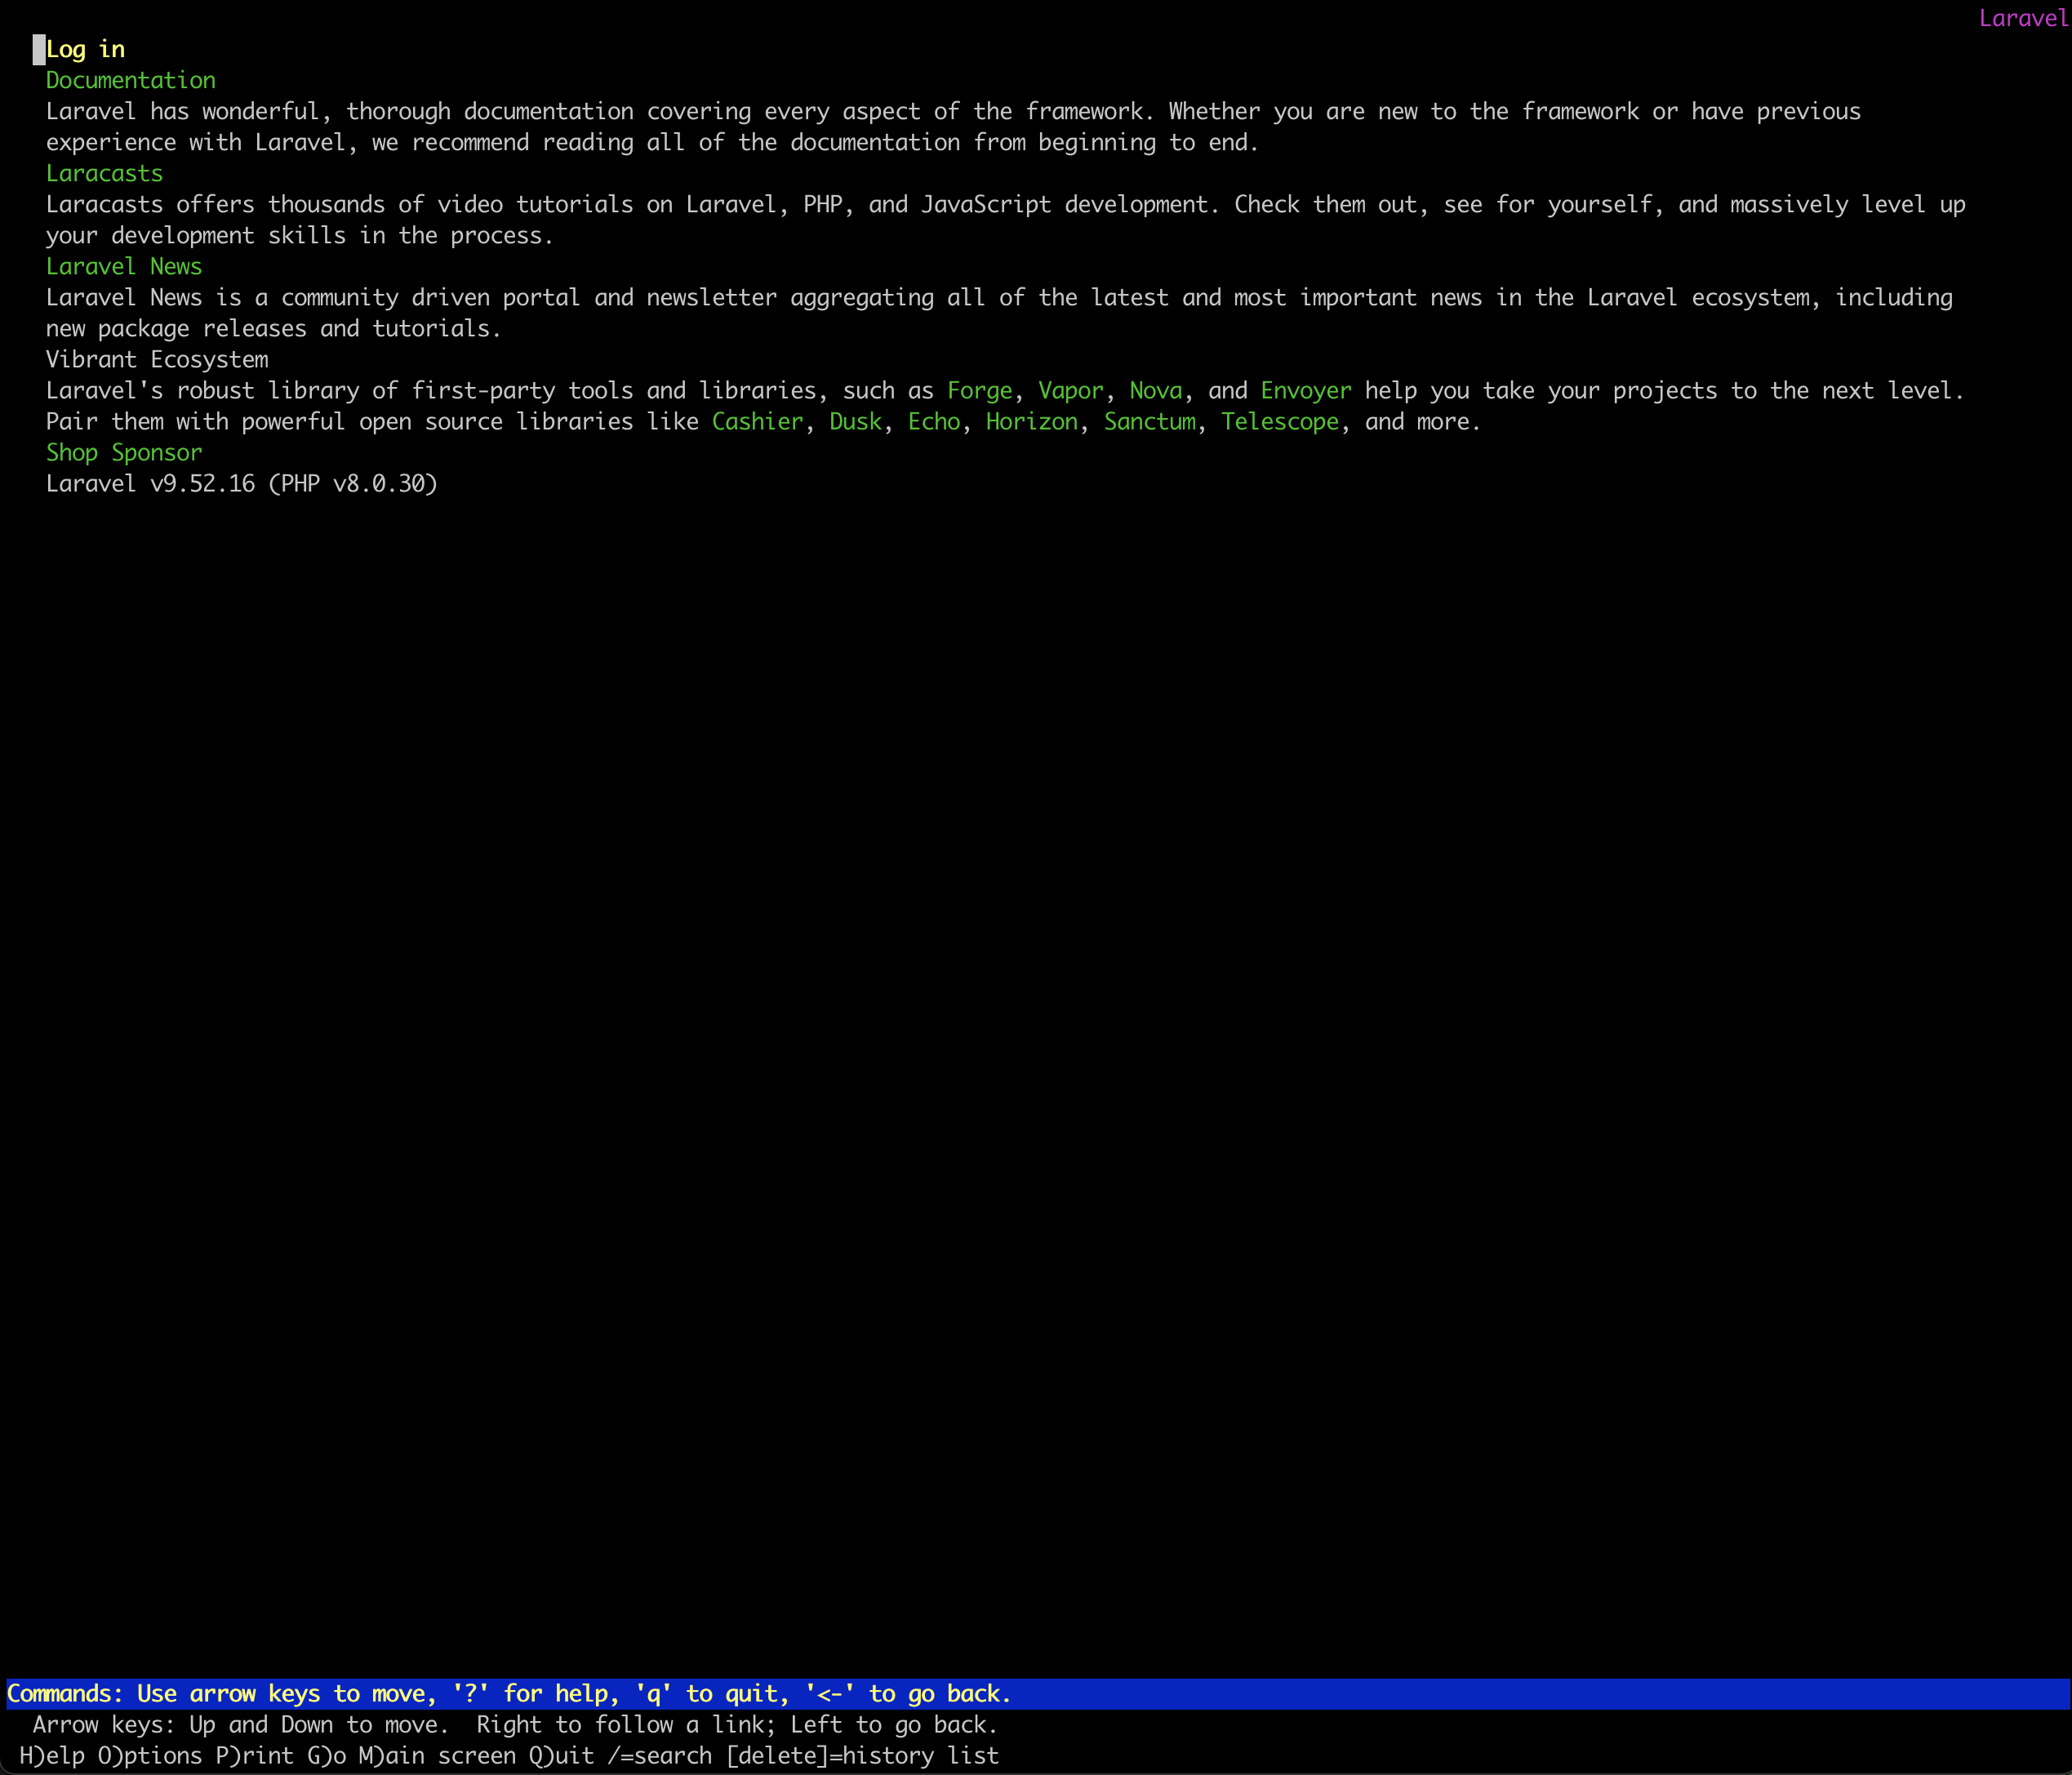 Laravel
Log in
Documentation
Laravel has wonderful, thorough documentation covering every aspect of the framework. Whether you are new to the framework or have previous
experience with Laravel, we recommend reading all of the documentation from beginning to end.
Laracasts
Laracasts offers thousands of video tutorials on Laravel, PHP, and JavaScript development. Check them out, see for yourself, and massively level up
your development skills in the process.
Laravel News
Laravel News is a community driven portal and newsletter aggregating all of the latest and most important news in the Laravel ecosystem, including
new package releases and tutorials.
Vibrant Ecosystem
Laravel's robust library of first-party tools and libraries, such as Forge, Vapor, Nova, and Envoyer help you take your projects to the next level.
Pair them with powerful open source libraries like Cashier, Dusk, Echo, Horizon, Sanctum, Telescope, and more.
Shop Sponsor
Laravel v9.52.16 (PHP v8.0.30)
Commands: Use arrow keys to move, '?' for help, 'q' to quit, '<-' to go back.
Arrow keys: Up and Down to move.  Right to follow a link; Left to go back.
H)elp O)ptions P)rint G)o M)ain screen Q)uit /=search [delete]=history list